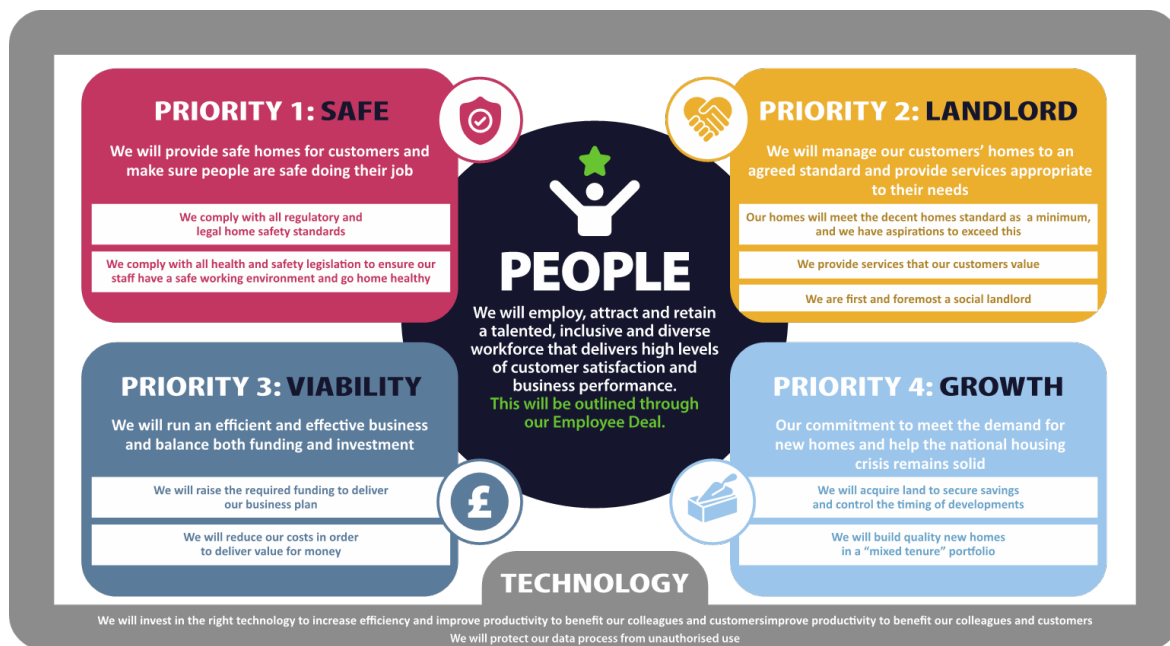 PRIORITY 1: SAFE
We will provide safe homes for customers and
make sure people are safe doing their job
We comply with all regulatory and
legal home safety standards
We comply with all health and safety legislation to ensure our
staff have a safe working environment and go home healthy
PRIORITY 2: LANDLORD
We will manage our customers’ homes to an
agreed standard and provide services appropriate
to their needs
Our homes will meet the decent homes standard as a minimum,
and we have aspirations to exceed this
We provide services that our customers value
We are first and foremost a social landlord
PEOPLE
We will employ, attract and retain
a talented, inclusive and diverse
workforce that delivers high levels
of customer satisfaction and
business performance.
This will be outlined through
our Employee Deal.
PRIORITY 3: VIABILITY
We will run an efficient and effective business
and balance both funding and investment
We will raise the required funding to deliver
our business plan
We will reduce our costs in order
to deliver value for money
£
PRIORITY 4: GROWTH
Our commitment to meet the demand for
new homes and help the national housing
crisis remains solid
We will acquire land to secure savings
and control the timing of developments
We will build quality new homes
in a “mixed tenure” portfolio
TECHNOLOGY
We will invest in the right technology to increase efficiency and improve productivity to benefit our colleagues and customersimprove productivity to benefit our colleagues and customers
We will protect our data process from unauthorised use